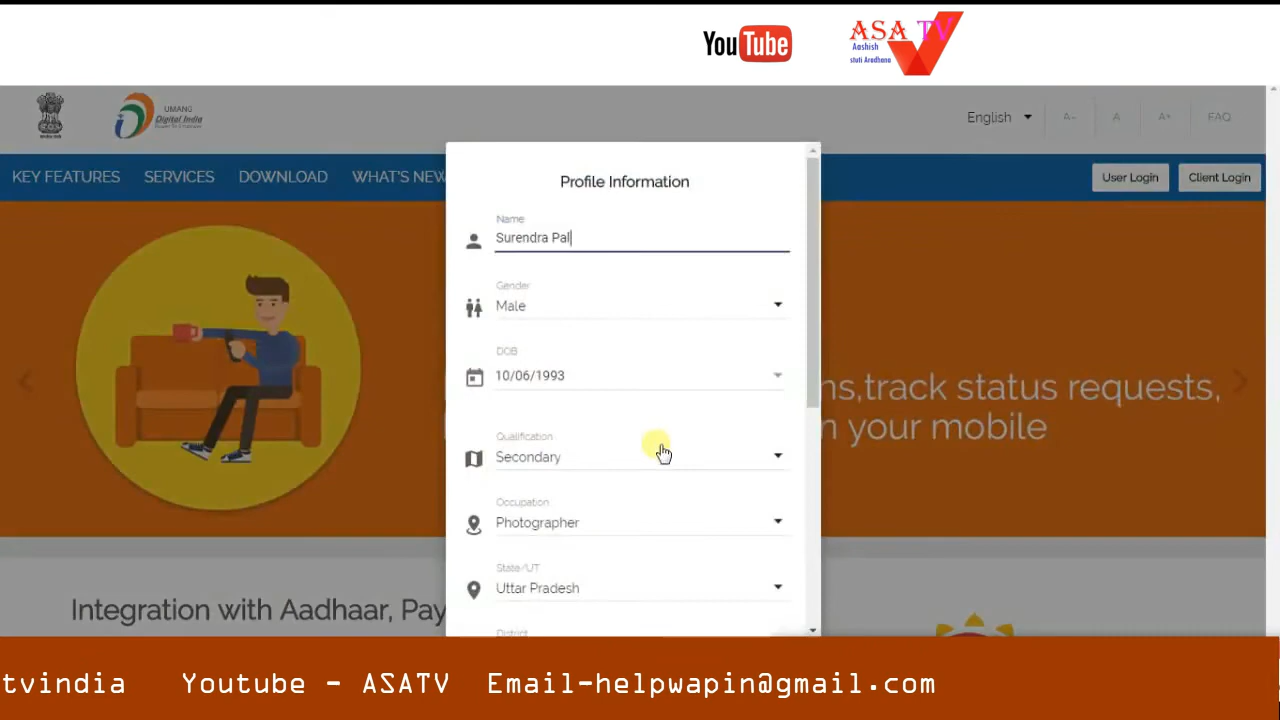 YouTube
ASA TV
Aashish
stuti Aradhana
UMANG
Digital India
English
A-
A
A+
FAQ
KEY FEATURES
SERVICES
DOWNLOAD
WHAT'S NEW
User Login
Client Login
Profile Information
Name
Surendra Pal
Gender
Male
DOB
10/06/1993
ns,track status requests,
n your mobile
Qualification
Secondary
Occupation
Photographer
State/UT
Uttar Pradesh
Integration with Aadhaar, Pay
District
tvindia Youtube - ASATV Email-helpwapin@gmail.com